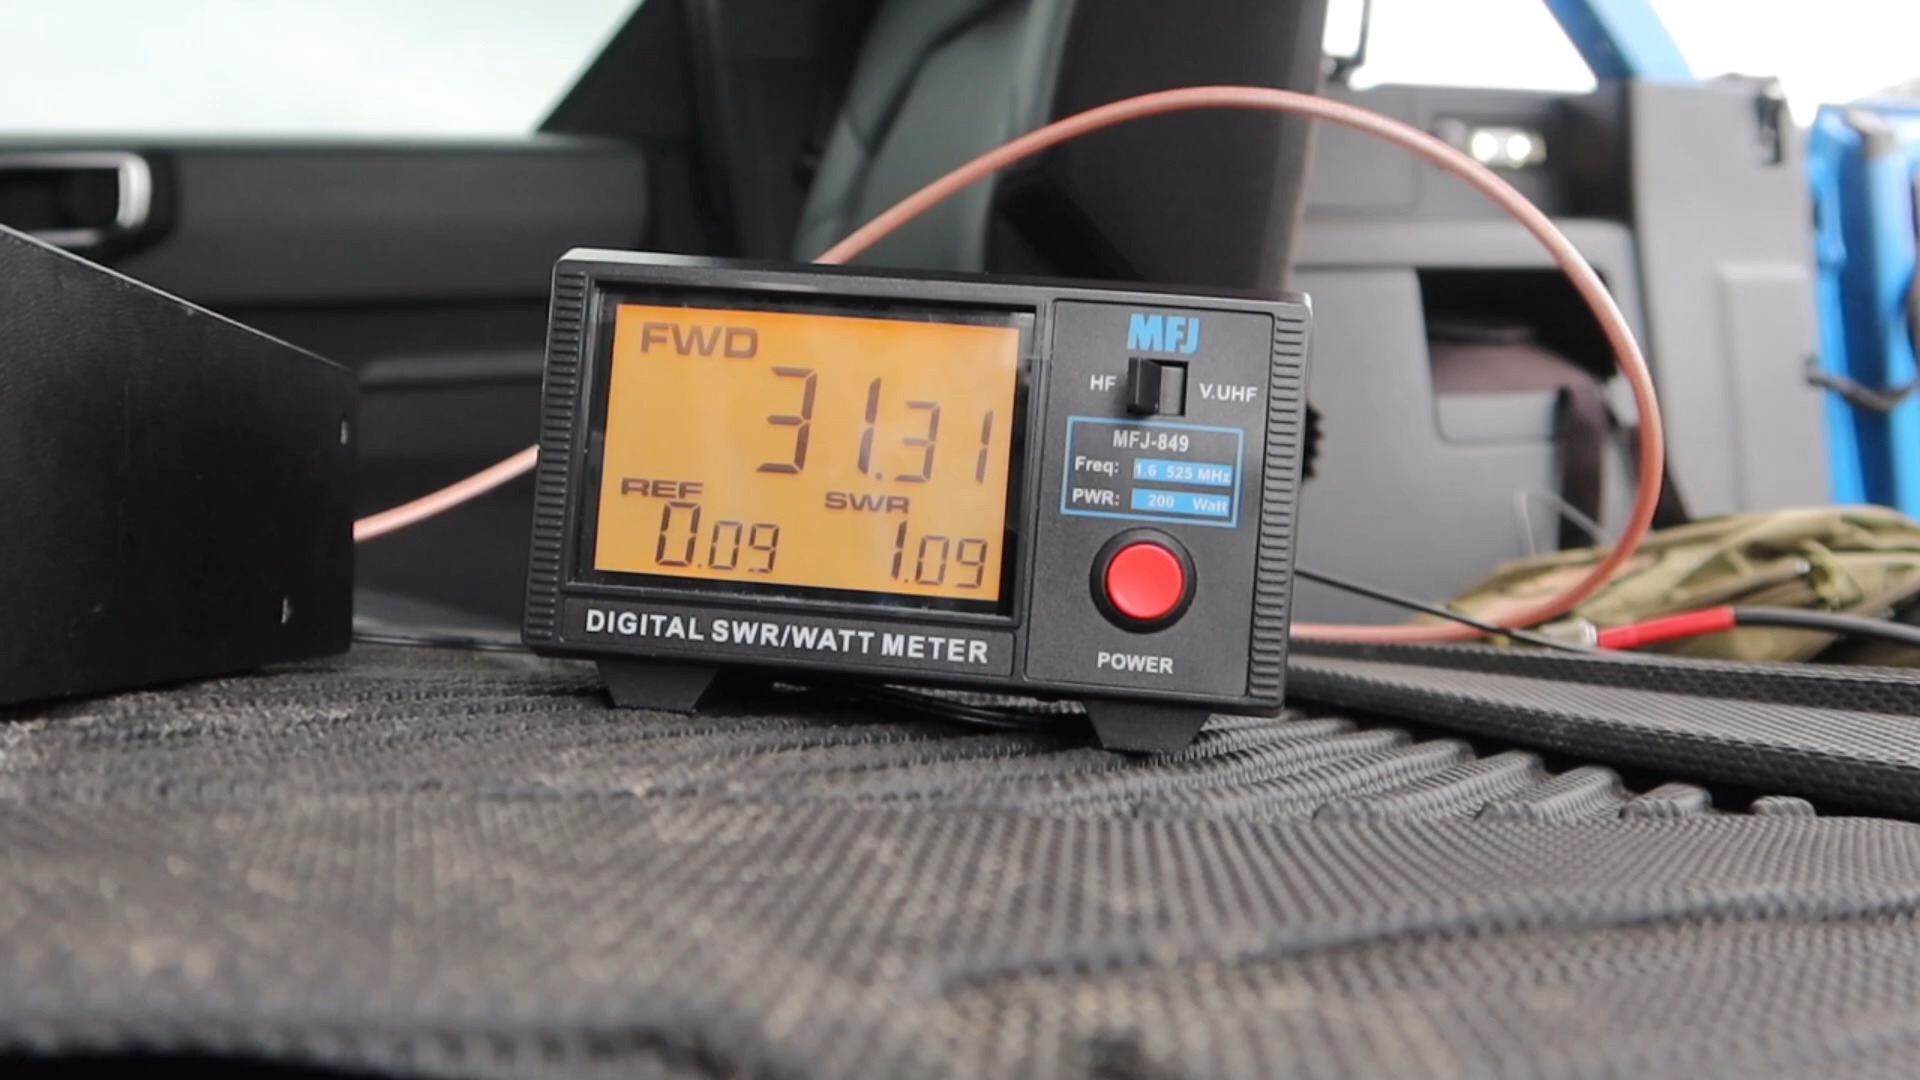 FWD
31.31
REF SWR
0.09 1.09
DIGITAL SWR/WATT METER
MFJ
HF V.UHF
MFJ-849
Freq: 1.6 525 MHz
PWR: 200 Watt
POWER